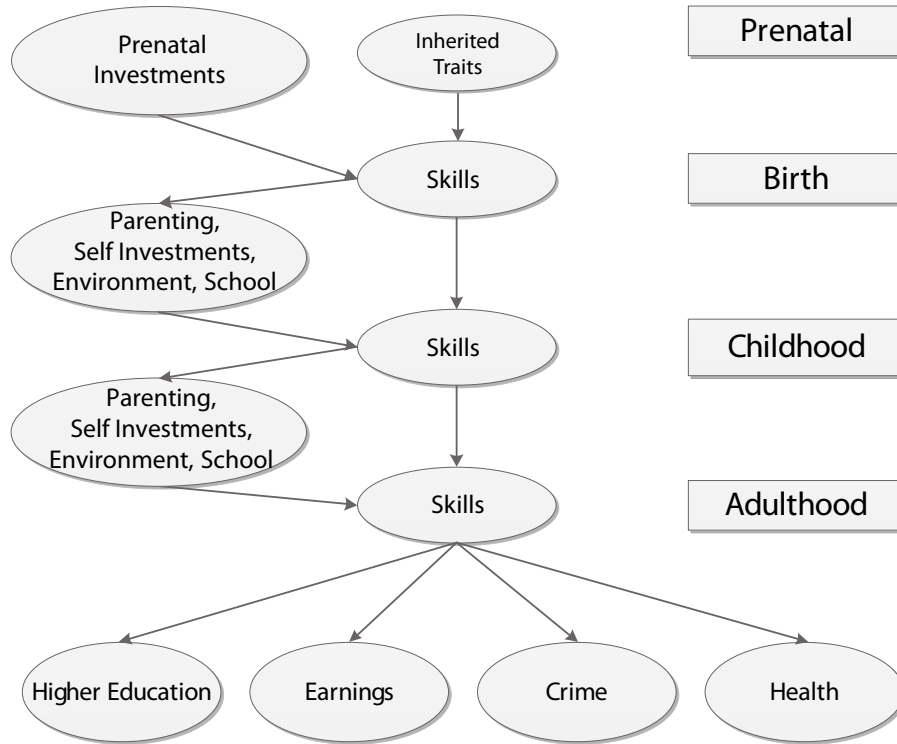 Prenatal
Investments
Inherited
Traits
Prenatal
Skills
Birth
Parenting,
Self Investments,
Environment, School
Skills
Childhood
Parenting,
Self Investments,
Environment, School
Skills
Adulthood
Higher Education
Earnings
Crime
Health